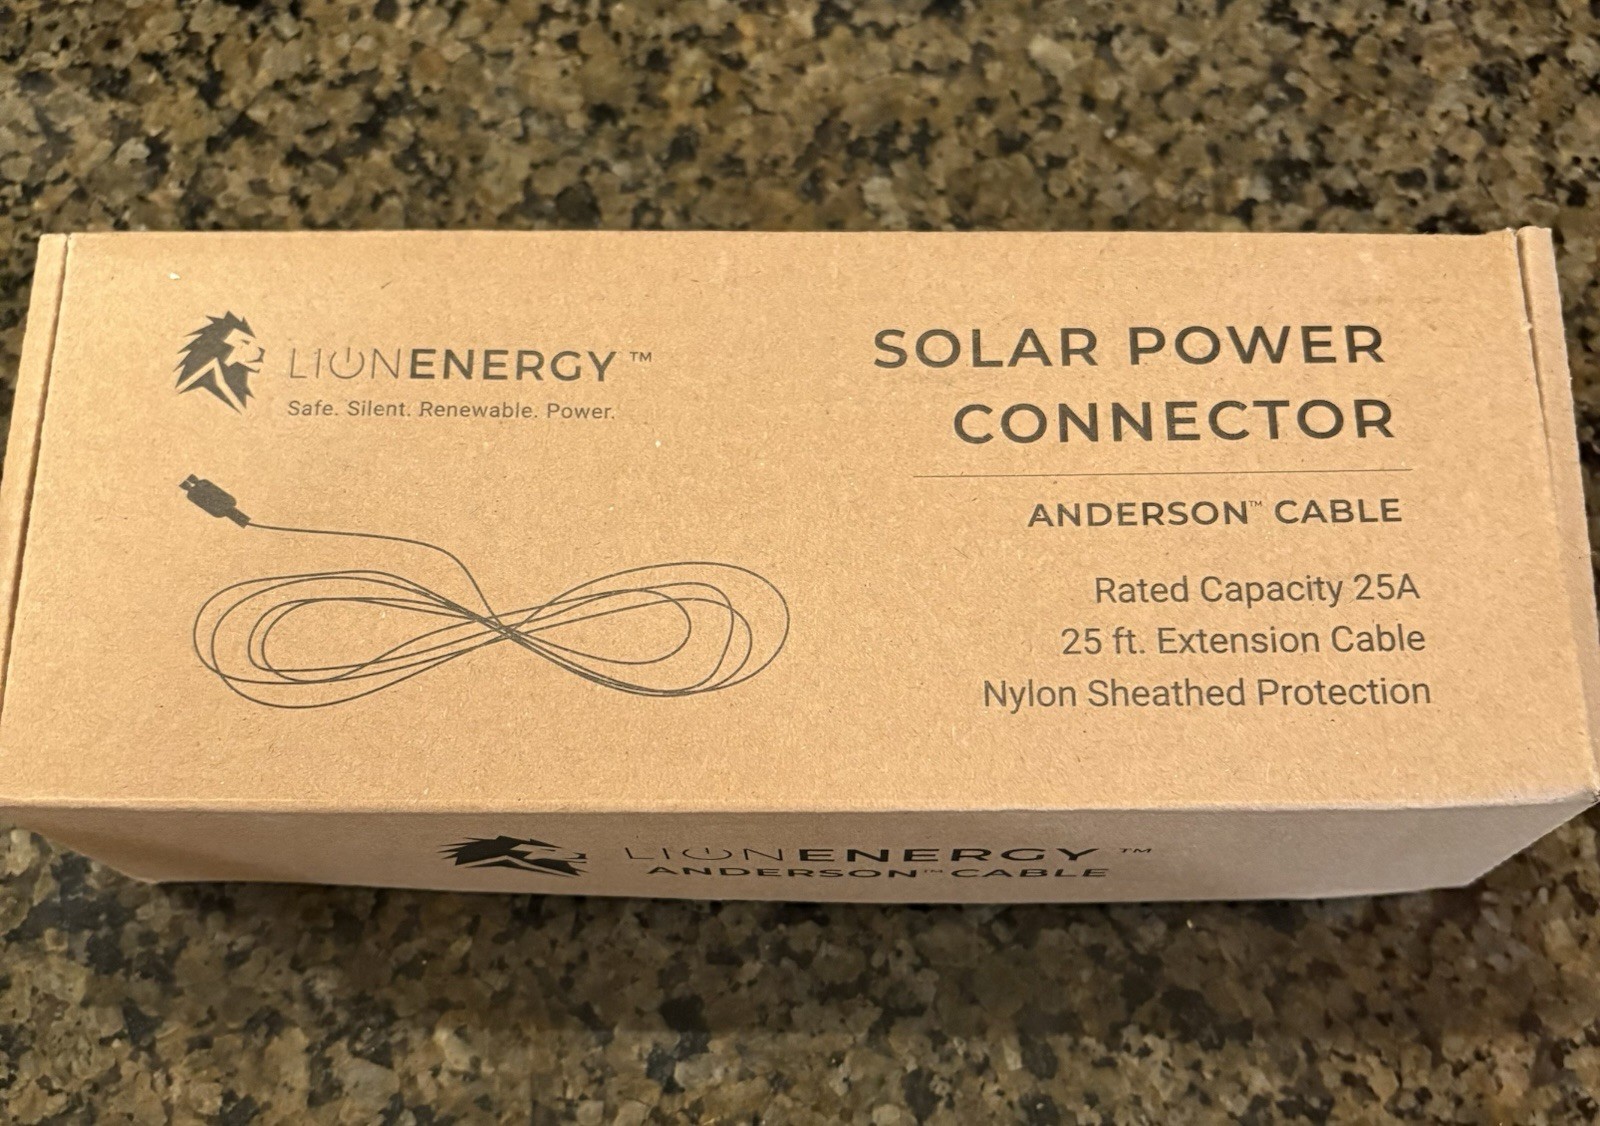 LIONENERGY™
Safe. Silent. Renewable. Power.
SOLAR POWER
CONNECTOR
ANDERSON™ CABLE
Rated Capacity 25A
25 ft. Extension Cable
Nylon Sheathed Protection
LIONENERGY™
ANDERSON™ CABLE